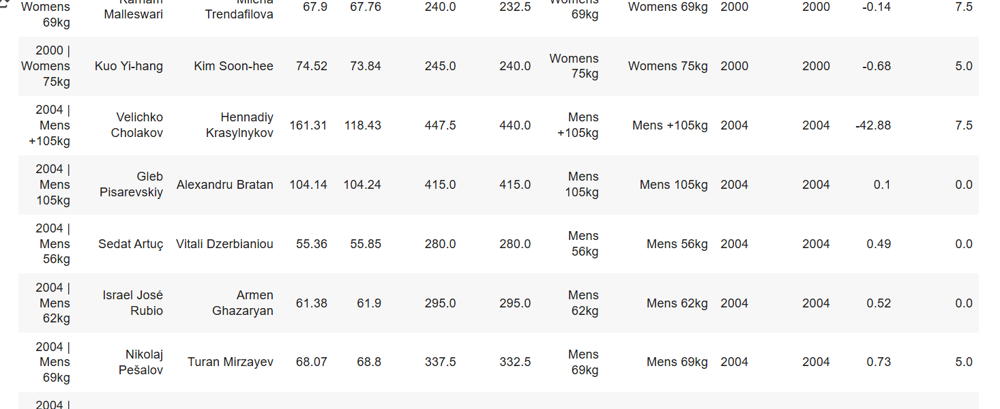 Womens Malleswari Trendafilova 67.9 67.76 240.0 232.5 69kg Womens 69kg 2000 2000 -0.14 7.5
69kg
2000 |
Womens Kuo Yi-hang Kim Soon-hee 74.52 73.84 245.0 240.0 Womens 75kg Womens 75kg 2000 2000 -0.68 5.0
75kg
2004 |
Mens Velichko Cholakov Hennadiy Krasylnykov 161.31 118.43 447.5 440.0 Mens +105kg Mens +105kg 2004 2004 -42.88 7.5
+105kg
2004 |
Mens Gleb Pisarevskiy Alexandru Bratan 104.14 104.24 415.0 415.0 Mens 105kg Mens 105kg 2004 2004 0.1 0.0
105kg
2004 |
Mens Sedat Artuç Vitali Dzerbianiou 55.36 55.85 280.0 280.0 Mens 56kg Mens 56kg 2004 2004 0.49 0.0
56kg
2004 |
Mens Israel José Rubio Armen Ghazaryan 61.38 61.9 295.0 295.0 Mens 62kg Mens 62kg 2004 2004 0.52 0.0
62kg
2004 |
Mens Nikolaj Pešalov Turan Mirzayev 68.07 68.8 337.5 332.5 Mens 69kg Mens 69kg 2004 2004 0.73 5.0
69kg
2004 |